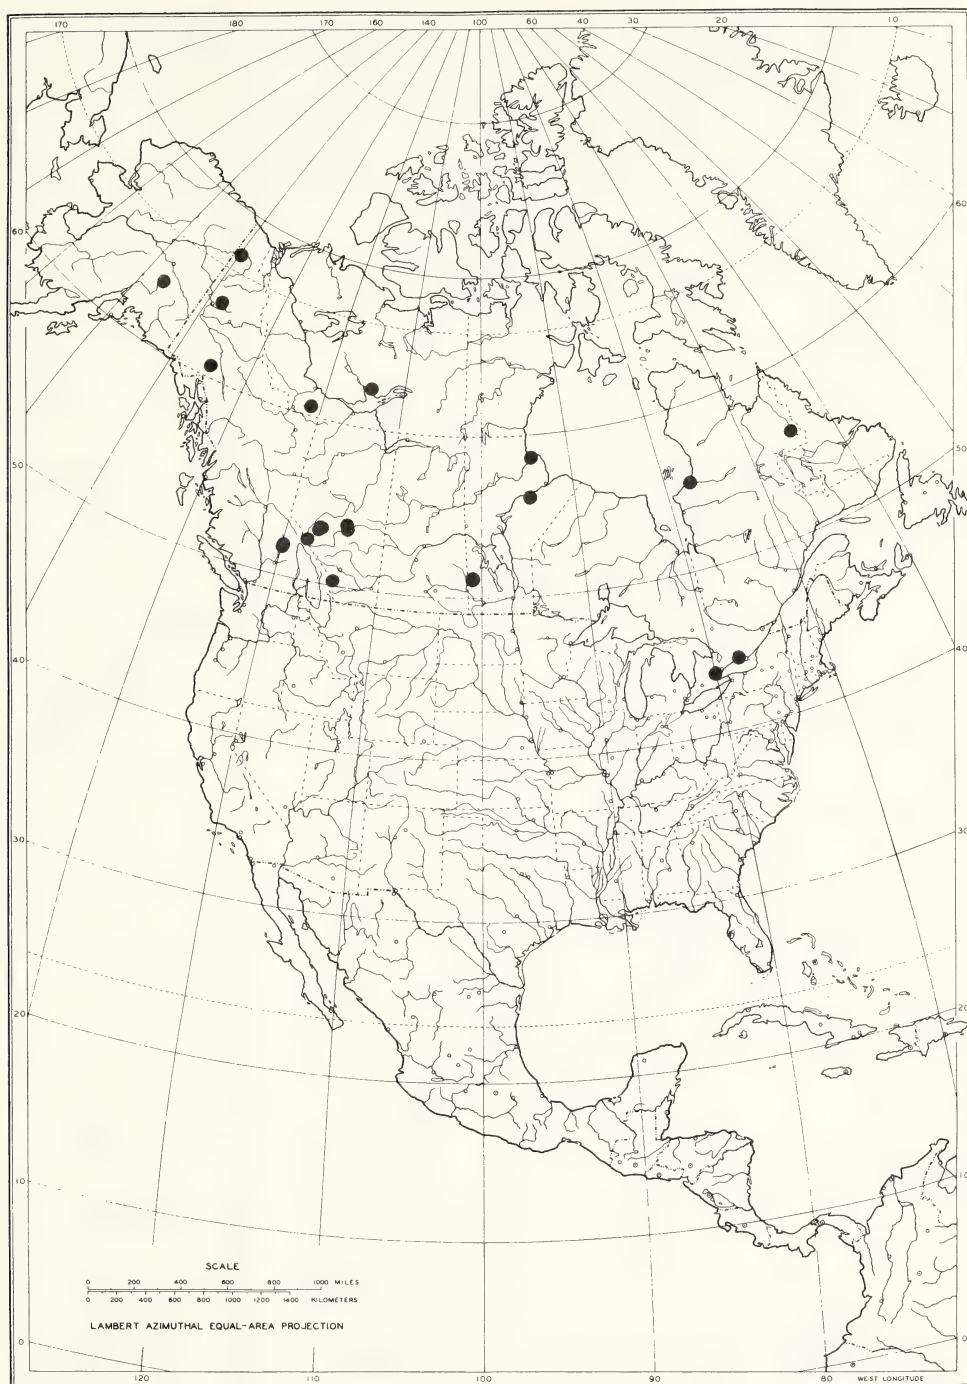 170 180 170 160 140 100 60 40 30 20 10
60 60
50 50
40 40
30 30
20 20
10 10
SCALE
0 200 400 600 800 1000 MILES
0 200 400 600 800 1000 1200 1400 KILOMETERS
LAMBERT AZIMUTHAL EQUAL-AREA PROJECTION
0 0
120 110 100 90 80 WEST LONGITUDE